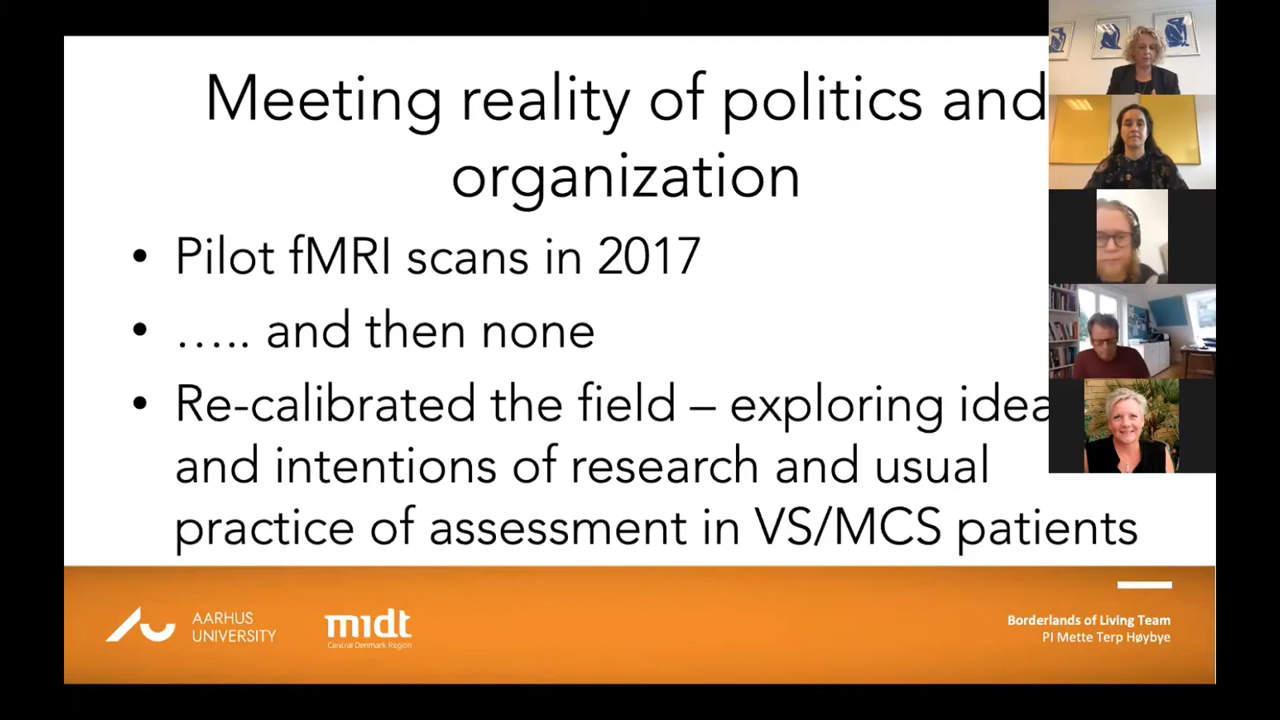 Meeting reality of politics and
organization
• Pilot fMRI scans in 2017
• ….. and then none
• Re-calibrated the field – exploring idea
and intentions of research and usual
practice of assessment in VS/MCS patients
AARHUS
UNIVERSITY
midt
Central Denmark Region
Borderlands of Living Team
PI Mette Terp Høybye